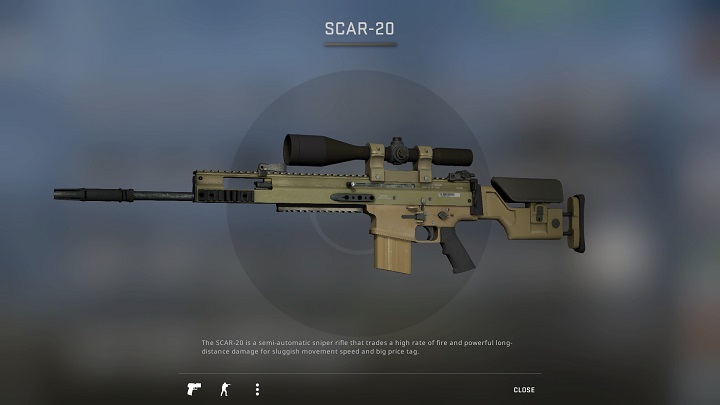 SCAR-20
The SCAR-20 is a semi-automatic sniper rifle that trades a high rate of fire and powerful long-
distance damage for sluggish movement speed and big price tag.
CLOSE